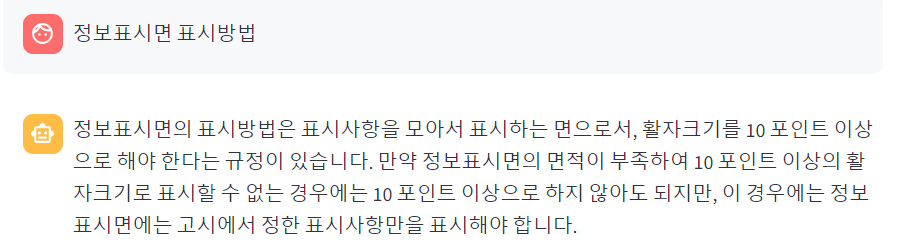 정보표시면 표시방법
정보표시면의 표시방법은 표시사항을 모아서 표시하는 면으로서, 활자크기를 10 포인트 이상
으로 해야 한다는 규정이 있습니다. 만약 정보표시면의 면적이 부족하여 10 포인트 이상의 활
자크기로 표시할 수 없는 경우에는 10 포인트 이상으로 하지 않아도 되지만, 이 경우에는 정보
표시면에는 고시에서 정한 표시사항만을 표시해야 합니다.